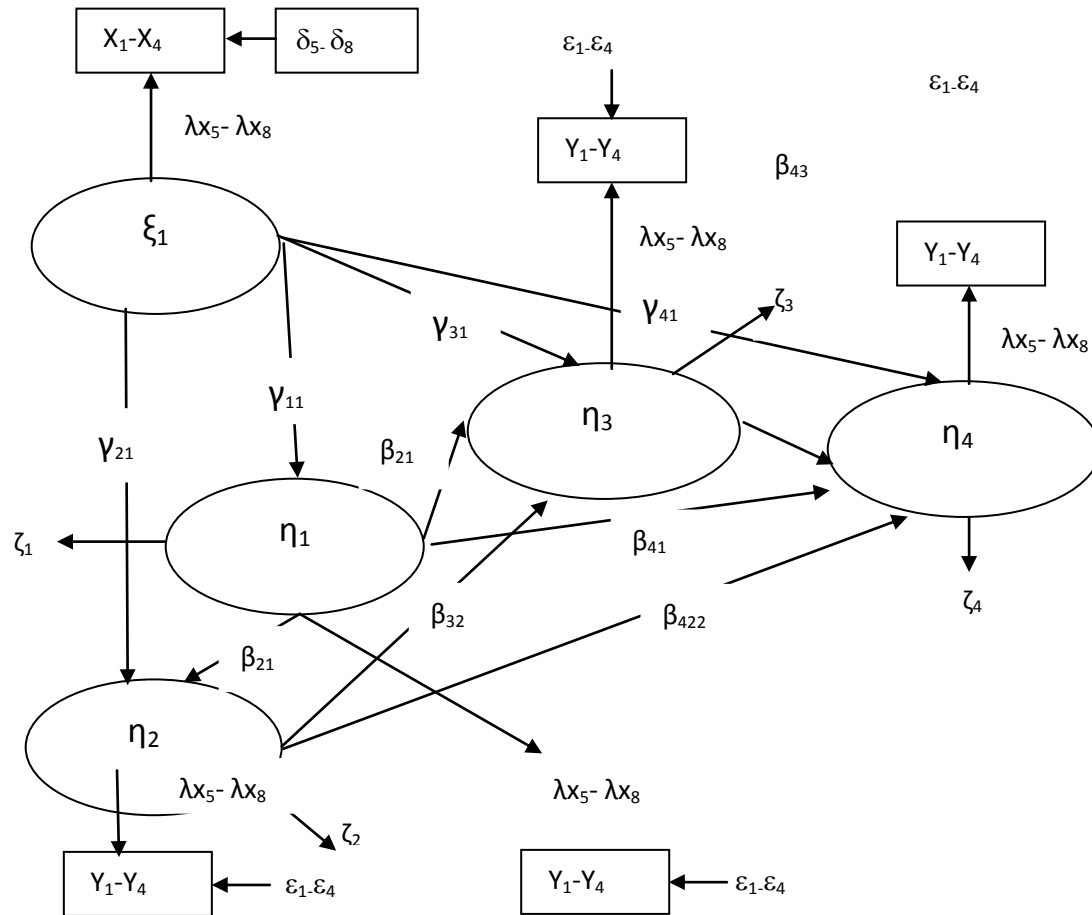 X₁-X₄
δ₅- δ₈
ε₁-ε₄
ε₁-ε₄
λx₅- λx₈
Y₁-Y₄
β₄₃
ξ₁
λx₅- λx₈
Y₁-Y₄
ζ₃
γ₃₁
γ₄₁
λx₅- λx₈
γ₁₁
η₃
η₄
γ₂₁
β₂₁
η₁
ζ₁
β₄₁
ζ₄
β₃₂
β₄₂₂
β₂₁
η₂
λx₅- λx₈
λx₅- λx₈
ζ₂
Y₁-Y₄
ε₁-ε₄
Y₁-Y₄
ε₁-ε₄